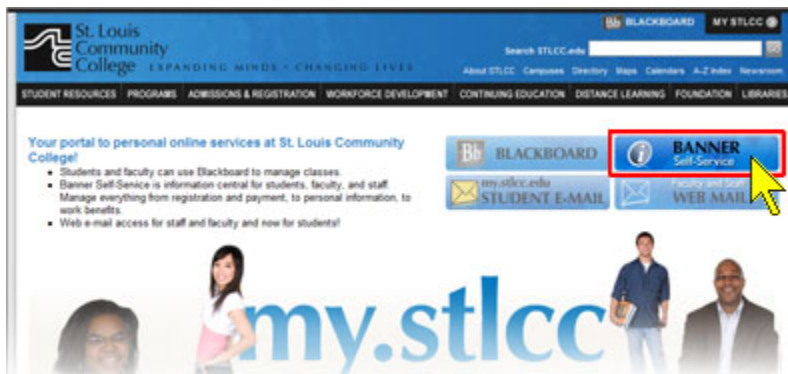 St. Louis
Community
College EXPANDING MINDS • CHANGING LIVES
Bb BLACKBOARD MY STLCC
Search STLCC.edu GO
About STLCC Campuses Directory Maps Calendars A-Z Index Newsroom
STUDENT RESOURCES PROGRAMS ADMISSIONS & REGISTRATION WORKFORCE DEVELOPMENT CONTINUING EDUCATION DISTANCE LEARNING FOUNDATION LIBRARIES
Your portal to personal online services at St. Louis Community
College!
Students and faculty can use Blackboard to manage classes.
Banner Self-Service is information central for students, faculty, and staff.
Manage everything from registration and payment, to personal information, to
work benefits.
Web e-mail access for staff and faculty and now for students!
Bb BLACKBOARD
i BANNER
Self-Service
my.stlcc.edu
STUDENT E-MAIL
Faculty and Staff
WEB MAIL
my.stlcc